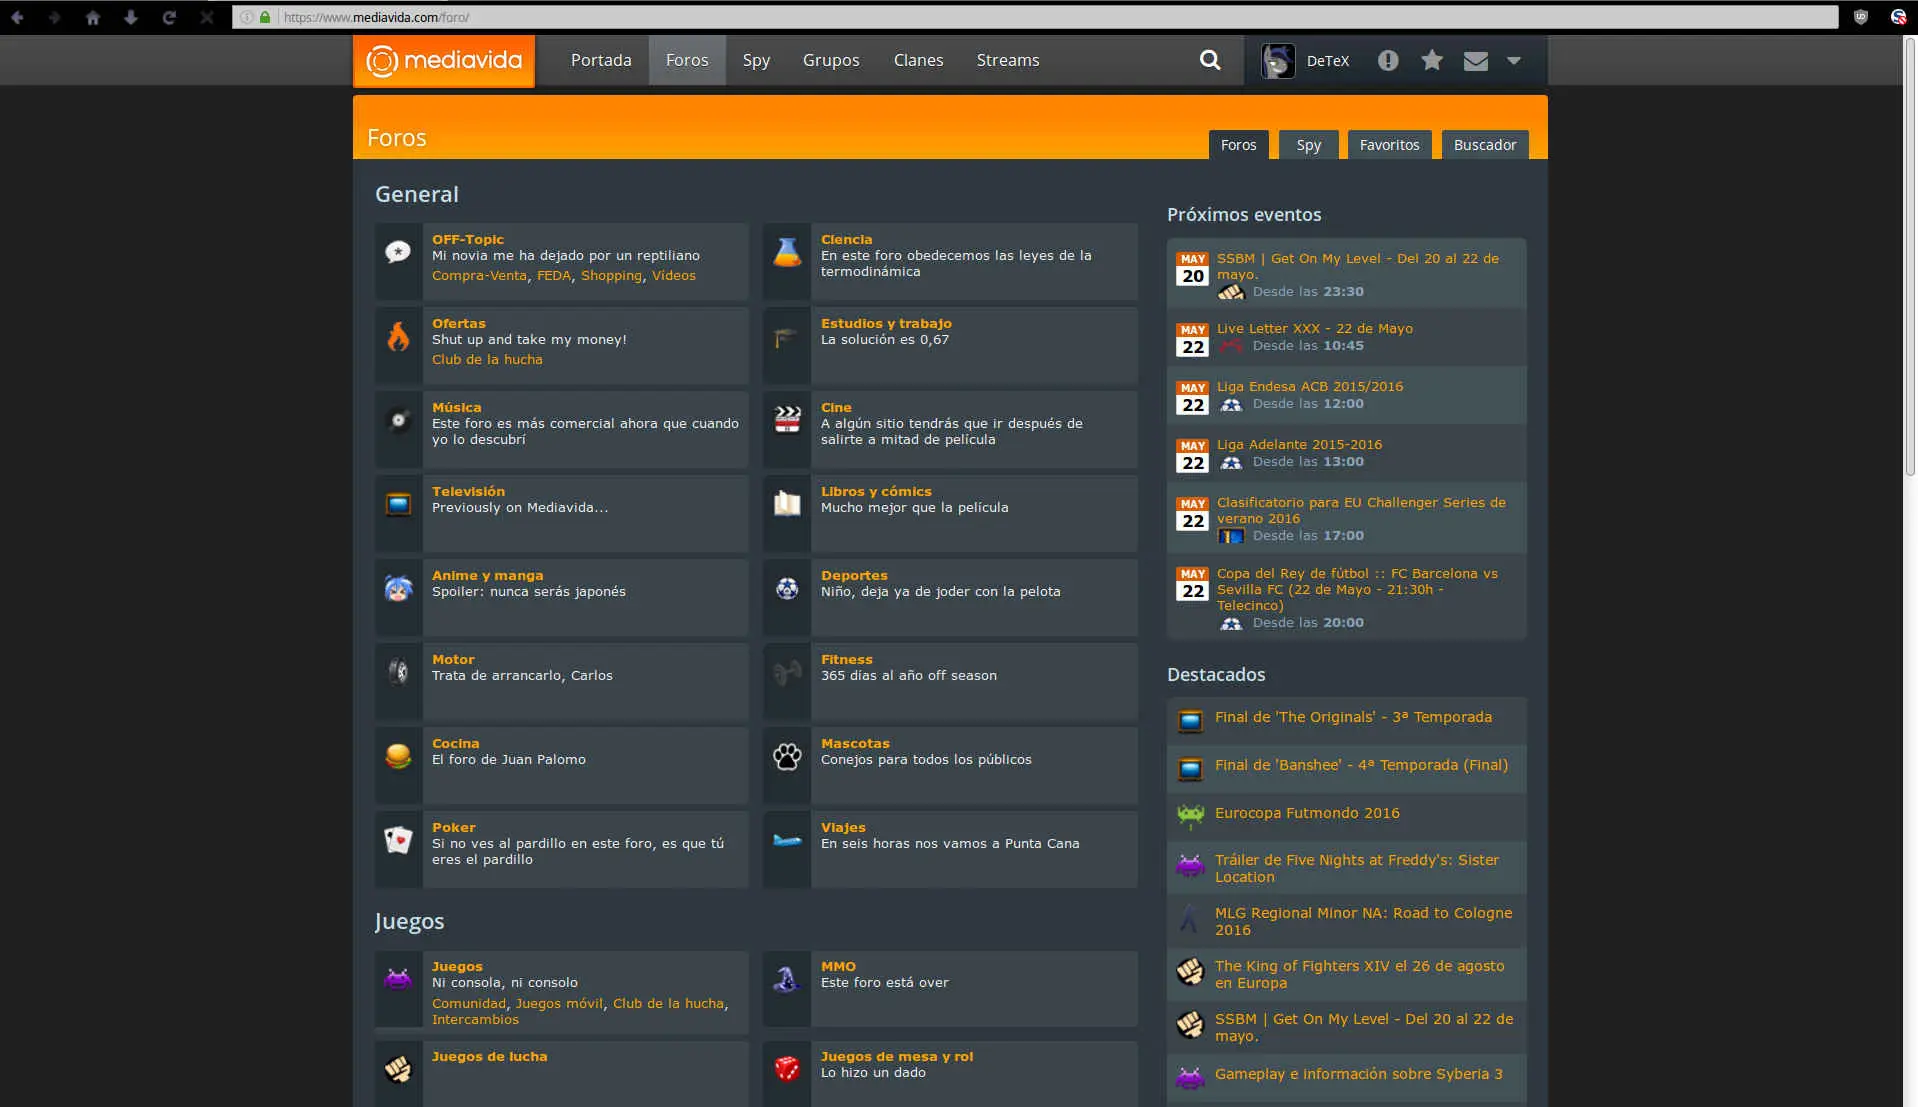 https://www.mediavida.com/foro/
mediavida
Portada
Foros
Spy
Grupos
Clanes
Streams
DeTeX
Foros
Foros
Spy
Favoritos
Buscador
General
OFF-Topic
Mi novia me ha dejado por un reptiliano
Compra-Venta, FEDA, Shopping, Vídeos
Ciencia
En este foro obedecemos las leyes de la
termodinámica
Ofertas
Shut up and take my money!
Club de la hucha
Estudios y trabajo
La solución es 0,67
Música
Este foro es más comercial ahora que cuando
yo lo descubrí
Cine
A algún sitio tendrás que ir después de
salirte a mitad de película
Televisión
Previously on Mediavida...
Libros y cómics
Mucho mejor que la película
Anime y manga
Spoiler: nunca serás japonés
Deportes
Niño, deja ya de joder con la pelota
Motor
Trata de arrancarlo, Carlos
Fitness
365 días al año off season
Cocina
El foro de Juan Palomo
Mascotas
Conejos para todos los públicos
Poker
Si no ves al pardillo en este foro, es que tú
eres el pardillo
Viajes
En seis horas nos vamos a Punta Cana
Juegos
Juegos
Ni consola, ni consolo
Comunidad, Juegos móvil, Club de la hucha,
Intercambios
MMO
Este foro está over
Juegos de lucha
Juegos de mesa y rol
Lo hizo un dado
Próximos eventos
MAY
20
SSBM | Get On My Level - Del 20 al 22 de
mayo.
Desde las 23:30
MAY
22
Live Letter XXX - 22 de Mayo
Desde las 10:45
MAY
22
Liga Endesa ACB 2015/2016
Desde las 12:00
MAY
22
Liga Adelante 2015-2016
Desde las 13:00
MAY
22
Clasificatorio para EU Challenger Series de
verano 2016
Desde las 17:00
MAY
22
Copa del Rey de fútbol :: FC Barcelona vs
Sevilla FC (22 de Mayo - 21:30h -
Telecinco)
Desde las 20:00
Destacados
Final de 'The Originals' - 3ª Temporada
Final de 'Banshee' - 4ª Temporada (Final)
Eurocopa Futmondo 2016
Tráiler de Five Nights at Freddy's: Sister
Location
MLG Regional Minor NA: Road to Cologne
2016
The King of Fighters XIV el 26 de agosto
en Europa
SSBM | Get On My Level - Del 20 al 22 de
mayo.
Gameplay e información sobre Syberia 3